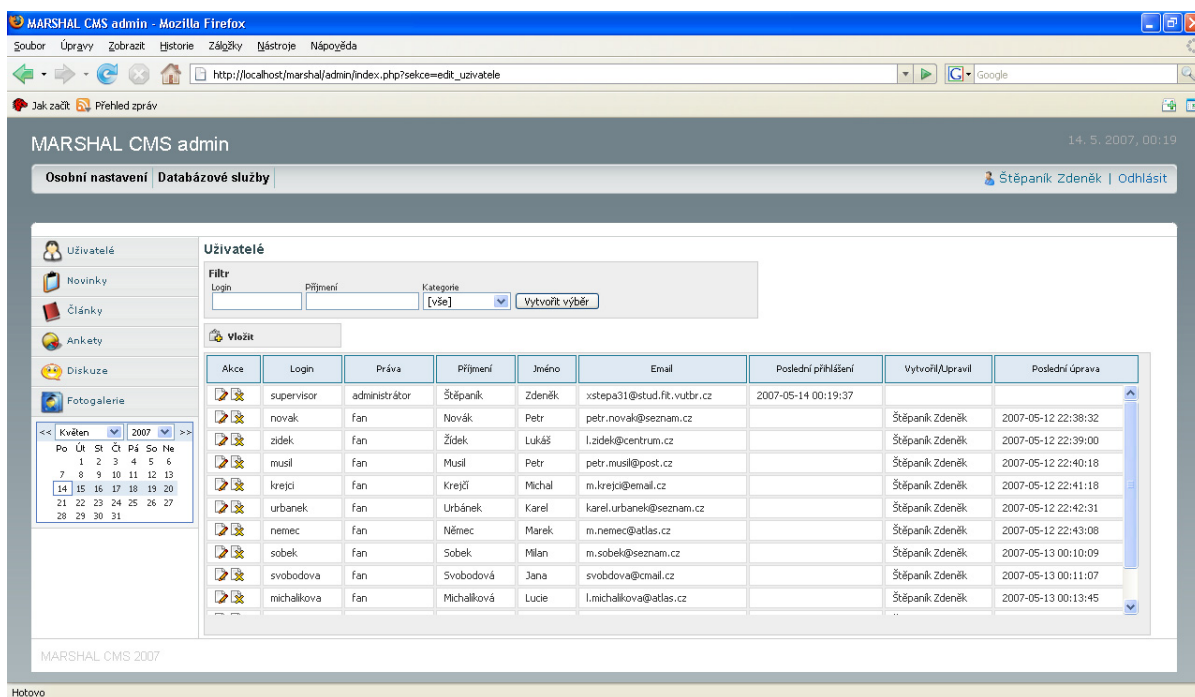 MARSHAL CMS admin - Mozilla Firefox
Soubor Úpravy Zobrazit Historie Záložky Nástroje Nápověda
http://localhost/marshal/admin/index.php?sekce=edit_uzivatele G Google
Jak začít Přehled zpráv
MARSHAL CMS admin 14. 5. 2007, 00:19
Osobní nastavení Databázové služby Štěpaník Zdeněk | Odhlásit
Uživatelé
Novinky
Články
Ankety
Diskuze
Fotogalerie
<< Květen 2007 >>
Po Út St Čt Pá So Ne
1 2 3 4 5 6
7 8 9 10 11 12 13
14 15 16 17 18 19 20
21 22 23 24 25 26 27
28 29 30 31
Uživatelé
Filtr
Login Příjmení Kategorie
[vše] Vytvořit výběr
Vložit
Akce Login Práva Příjmení Jméno Email Poslední přihlášení Vytvořil/Upravil Poslední úprava
supervisor administrátor Štěpaník Zdeněk xstepa31@stud.fit.vutbr.cz 2007-05-14 00:19:37
novak fan Novák Petr petr.novak@seznam.cz Štěpaník Zdeněk 2007-05-12 22:38:32
zidek fan Žídek Lukáš l.zidek@centrum.cz Štěpaník Zdeněk 2007-05-12 22:39:00
musil fan Musil Petr petr.musil@post.cz Štěpaník Zdeněk 2007-05-12 22:40:18
krejci fan Krejčí Michal m.krejci@email.cz Štěpaník Zdeněk 2007-05-12 22:41:18
urbanek fan Urbánek Karel karel.urbanek@seznam.cz Štěpaník Zdeněk 2007-05-12 22:42:31
nemec fan Němec Marek m.nemec@atlas.cz Štěpaník Zdeněk 2007-05-12 22:43:08
sobek fan Sobek Milan m.sobek@seznam.cz Štěpaník Zdeněk 2007-05-13 00:10:09
svobodova fan Svobodová Jana svobdova@cmail.cz Štěpaník Zdeněk 2007-05-13 00:11:07
michalikova fan Michalíková Lucie l.michalikova@atlas.cz Štěpaník Zdeněk 2007-05-13 00:13:45
MARSHAL CMS 2007
Hotovo